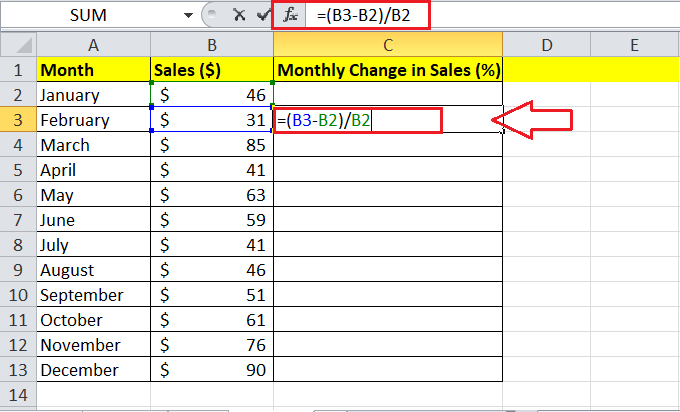 SUM fx =(B3-B2)/B2
A B C D E
1 Month Sales ($) Monthly Change in Sales (%)
2 January $ 46
3 February $ 31 =(B3-B2)/B2
4 March $ 85
5 April $ 41
6 May $ 63
7 June $ 59
8 July $ 41
9 August $ 46
10 September $ 51
11 October $ 61
12 November $ 76
13 December $ 90
14